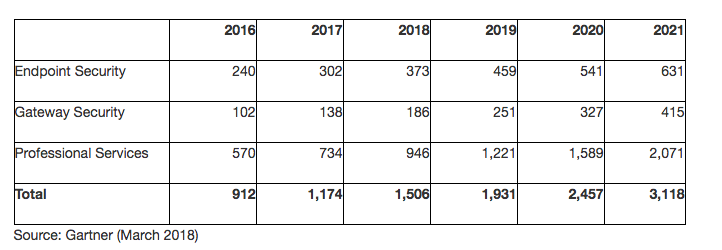 2016 2017 2018 2019 2020 2021
Endpoint Security 240 302 373 459 541 631
Gateway Security 102 138 186 251 327 415
Professional Services 570 734 946 1,221 1,589 2,071
Total 912 1,174 1,506 1,931 2,457 3,118
Source: Gartner (March 2018)